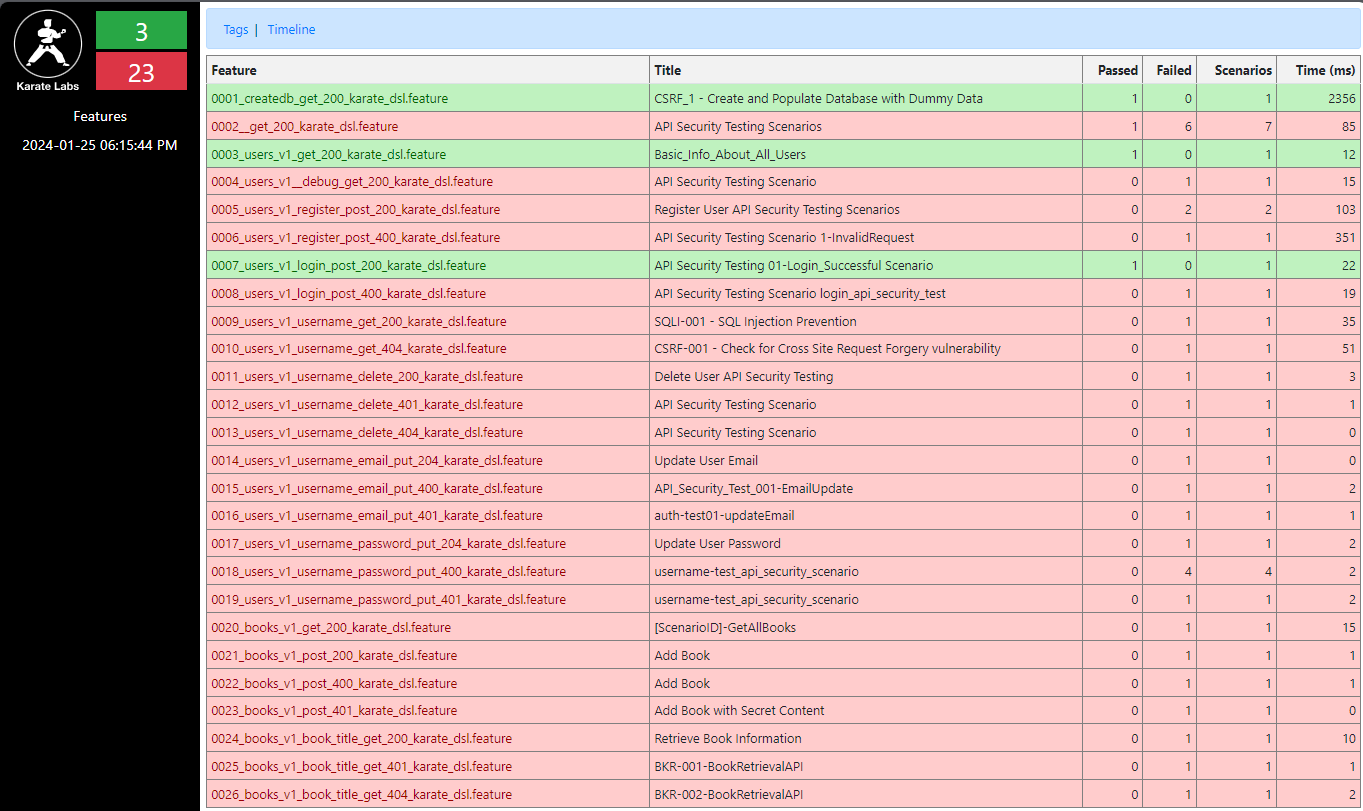 Karate Labs
3
23
Features
2024-01-25 06:15:44 PM
Tags | Timeline
Feature Title Passed Failed Scenarios Time (ms)
0001_createdb_get_200_karate_dsl.feature CSRF_1 - Create and Populate Database with Dummy Data 1 0 1 2356
0002__get_200_karate_dsl.feature API Security Testing Scenarios 1 6 7 85
0003_users_v1_get_200_karate_dsl.feature Basic_Info_About_All_Users 1 0 1 12
0004_users_v1__debug_get_200_karate_dsl.feature API Security Testing Scenario 0 1 1 15
0005_users_v1_register_post_200_karate_dsl.feature Register User API Security Testing Scenarios 0 2 2 103
0006_users_v1_register_post_400_karate_dsl.feature API Security Testing Scenario 1-InvalidRequest 0 1 1 351
0007_users_v1_login_post_200_karate_dsl.feature API Security Testing 01-Login_Successful Scenario 1 0 1 22
0008_users_v1_login_post_400_karate_dsl.feature API Security Testing Scenario login_api_security_test 0 1 1 19
0009_users_v1_username_get_200_karate_dsl.feature SQLI-001 - SQL Injection Prevention 0 1 1 35
0010_users_v1_username_get_404_karate_dsl.feature CSRF-001 - Check for Cross Site Request Forgery vulnerability 0 1 1 51
0011_users_v1_username_delete_200_karate_dsl.feature Delete User API Security Testing 0 1 1 3
0012_users_v1_username_delete_401_karate_dsl.feature API Security Testing Scenario 0 1 1 1
0013_users_v1_username_delete_404_karate_dsl.feature API Security Testing Scenario 0 1 1 0
0014_users_v1_username_email_put_204_karate_dsl.feature Update User Email 0 1 1 0
0015_users_v1_username_email_put_400_karate_dsl.feature API_Security_Test_001-EmailUpdate 0 1 1 2
0016_users_v1_username_email_put_401_karate_dsl.feature auth-test01-updateEmail 0 1 1 1
0017_users_v1_username_password_put_204_karate_dsl.feature Update User Password 0 1 1 2
0018_users_v1_username_password_put_400_karate_dsl.feature username-test_api_security_scenario 0 4 4 2
0019_users_v1_username_password_put_401_karate_dsl.feature username-test_api_security_scenario 0 1 1 2
0020_books_v1_get_200_karate_dsl.feature [ScenarioID]-GetAllBooks 0 1 1 15
0021_books_v1_post_200_karate_dsl.feature Add Book 0 1 1 1
0022_books_v1_post_400_karate_dsl.feature Add Book 0 1 1 1
0023_books_v1_post_401_karate_dsl.feature Add Book with Secret Content 0 1 1 0
0024_books_v1_book_title_get_200_karate_dsl.feature Retrieve Book Information 0 1 1 10
0025_books_v1_book_title_get_401_karate_dsl.feature BKR-001-BookRetrievalAPI 0 1 1 1
0026_books_v1_book_title_get_404_karate_dsl.feature BKR-002-BookRetrievalAPI 0 1 1 2